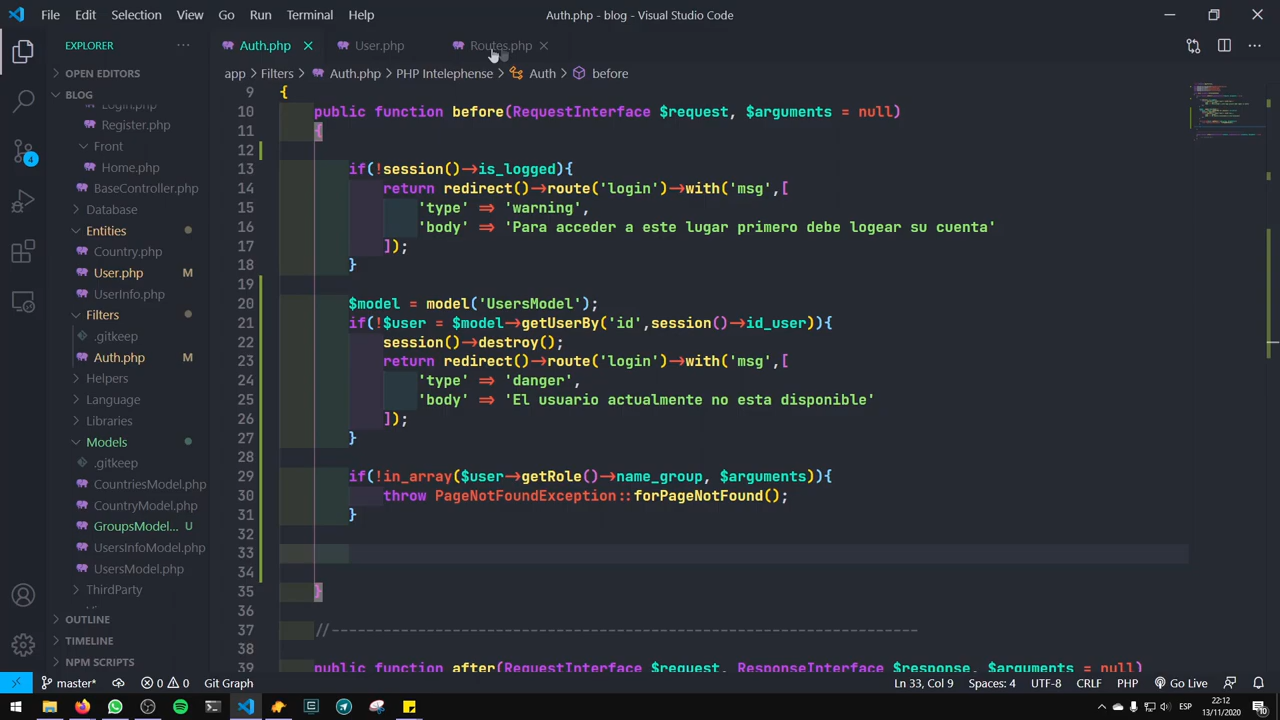 File Edit Selection View Go Run Terminal Help
Auth.php - blog - Visual Studio Code
EXPLORER
OPEN EDITORS
BLOG
Login.php
Register.php
Front
Home.php
BaseController.php
Database
Entities
Country.php
User.php M
UserInfo.php
Filters
.gitkeep
Auth.php M
Helpers
Language
Libraries
Models
.gitkeep
CountriesModel.php
CountryModel.php
GroupsModel... U
UsersInfoModel.php
UsersModel.php
ThirdParty
OUTLINE
TIMELINE
NPM SCRIPTS
4
Auth.php User.php Routes.php
app > Filters > Auth.php > PHP Intelephense > Auth > before
9 {
10 public function before(RequestInterface $request, $arguments = null)
11 {
12
13 if(!session()->is_logged){
14 return redirect()->route('login')->with('msg',[
15 'type' => 'warning',
16 'body' => 'Para acceder a este lugar primero debe logear su cuenta'
17 ]);
18 }
19
20 $model = model('UsersModel');
21 if(!$user = $model->getUserBy('id',session()->id_user)){
22 session()->destroy();
23 return redirect()->route('login')->with('msg',[
24 'type' => 'danger',
25 'body' => 'El usuario actualmente no esta disponible'
26 ]);
27 }
28
29 if(!in_array($user->getRole()->name_group, $arguments)){
30 throw PageNotFoundException::forPageNotFound();
31 }
32
33
34
35 }
36
37 //--------------------------------------------------------------------
38
39 public function after(RequestInterface $request, ResponseInterface $response, $arguments = null)
master* 0 0 Git Graph
Ln 33, Col 9 Spaces: 4 UTF-8 CRLF PHP Go Live
ESP
22:12
13/11/2020
10